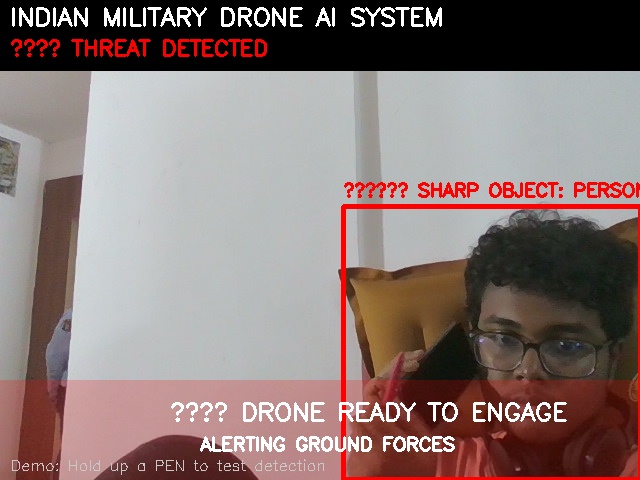 INDIAN MILITARY DRONE AI SYSTEM
???? THREAT DETECTED
?????? SHARP OBJECT: PERSON
???? DRONE READY TO ENGAGE
ALERTING GROUND FORCES
Demo: Hold up a PEN to test detection